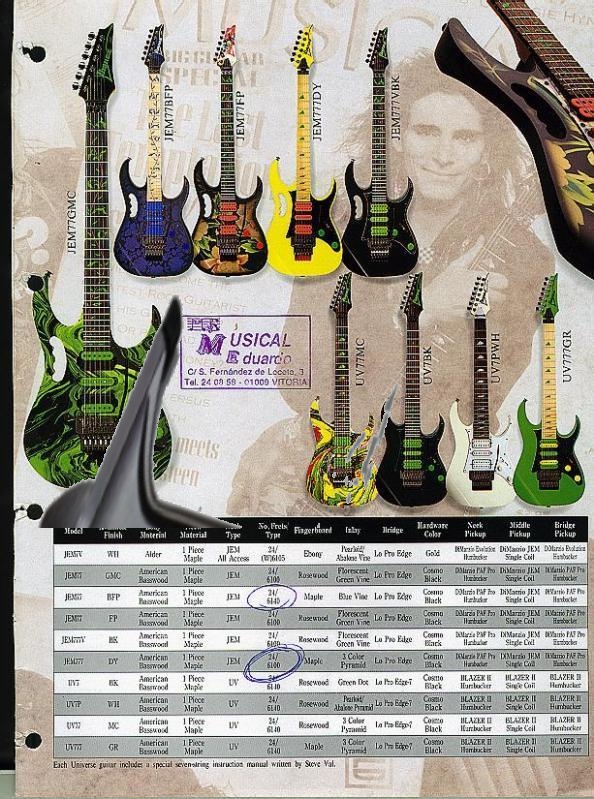 MUSICA
BIG GUITAR
SPECIAL
JEM77GMC
JEM77BFP
JEM77FP
JEM777DY
JEM777VBK
UV77MC
UV7BK
UV7PWH
UV777GR
ÚSICAL
M Eduardo
C/ S. Fernández de Leceta, 3
Tel. 24 08 58 - 01009 VITORIA
meets
Model Finish Material Material Type No. Frets/ Type Fingerboard Inlay Bridge Hardware Color Neck Pickup Middle Pickup Bridge Pickup
JEM7V WH Alder 1 Piece Maple JEM All Access 24/ (W)6105 Ebony Pearloid/ Abalone Vine Lo Pro Edge Gold DiMarzio Evolution Humbucker DiMarzio JEM Single Coil DiMarzio Evolution Humbucker
JEM77 GMC American Basswood 1 Piece Maple JEM 24/ 6100 Rosewood Florescent Green Vine Lo Pro Edge Cosmo Black DiMarzio PAF Pro Humbucker DiMarzio JEM Single Coil DiMarzio PAF Pro Humbucker
JEM77 BFP American Basswood 1 Piece Maple JEM 24/ 6140 Maple Blue Vine Lo Pro Edge Cosmo Black DiMarzio PAF Pro Humbucker DiMarzio JEM Single Coil DiMarzio PAF Pro Humbucker
JEM77 FP American Basswood 1 Piece Maple JEM 24/ 6100 Rosewood Florescent Green Vine Lo Pro Edge Cosmo Black DiMarzio PAF Pro Humbucker DiMarzio JEM Single Coil DiMarzio PAF Pro Humbucker
JEM777V BK American Basswood 1 Piece Maple JEM 24/ Rosewood Florescent Green Vine Lo Pro Edge Cosmo Black DiMarzio PAF Pro Humbucker DiMarzio JEM Single Coil DiMarzio PAF Pro Humbucker
JEM777 DY American Basswood 1 Piece Maple JEM 24/ 6100 Maple 3 Color Pyramid Lo Pro Edge Cosmo Black DiMarzio PAF Pro Humbucker DiMarzio JEM Single Coil DiMarzio PAF Pro Humbucker
UV7 BK American Basswood 1 Piece Maple UV 24/ 6140 Rosewood Green Dot Lo Pro Edge-7 Cosmo Black BLAZER II Humbucker BLAZER II Single Coil BLAZER II Humbucker
UV7P WH American Basswood 1 Piece Maple UV 24/ 6140 Rosewood Pearloid/ Abalone Pyramid Lo Pro Edge-7 Cosmo Black BLAZER II Humbucker BLAZER II Single Coil BLAZER II Humbucker
UV77 MC American Basswood 1 Piece Maple UV 24/ 6140 Rosewood 3 Color Pyramid Lo Pro Edge-7 Cosmo Black BLAZER II Humbucker BLAZER II Single Coil BLAZER II Humbucker
UV777 GR American Basswood 1 Piece Maple UV 24/ 6140 Maple 3 Color Pyramid Lo Pro Edge-7 Cosmo Black BLAZER II Humbucker BLAZER II Single Coil BLAZER II Humbucker
Each Universe guitar includes a special seven-string instruction manual written by Steve Vai.